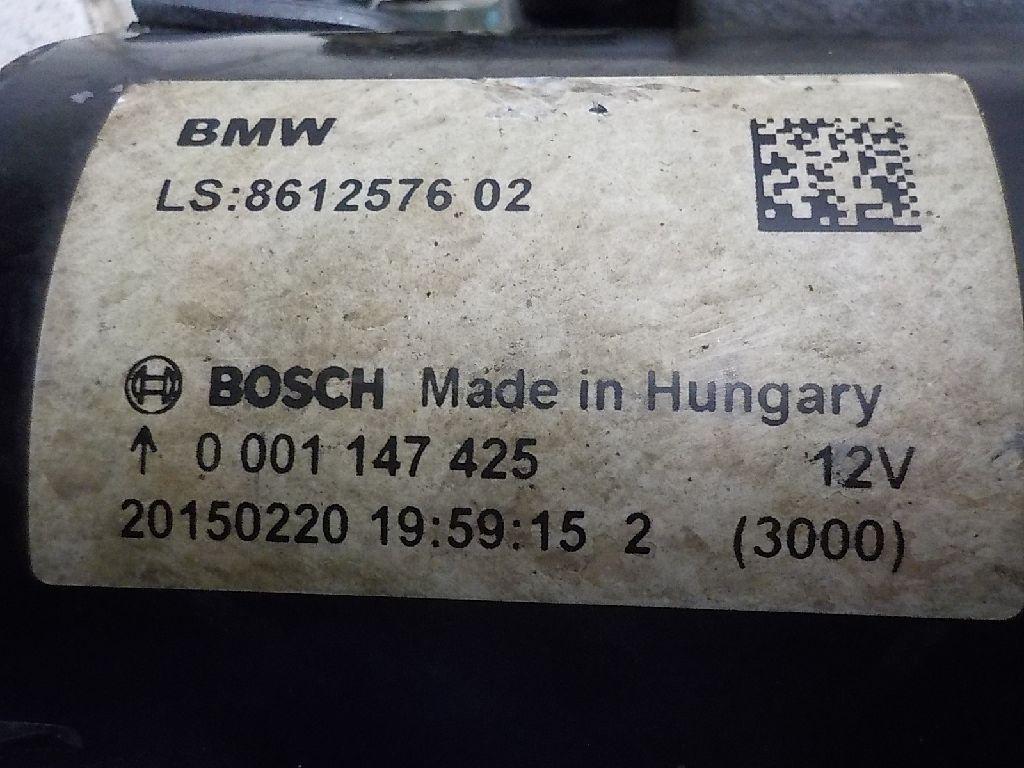 BMW
LS:8612576 02
BOSCH Made in Hungary
↑ 0 001 147 425 12V
20150220 19:59:15 2 (3000)